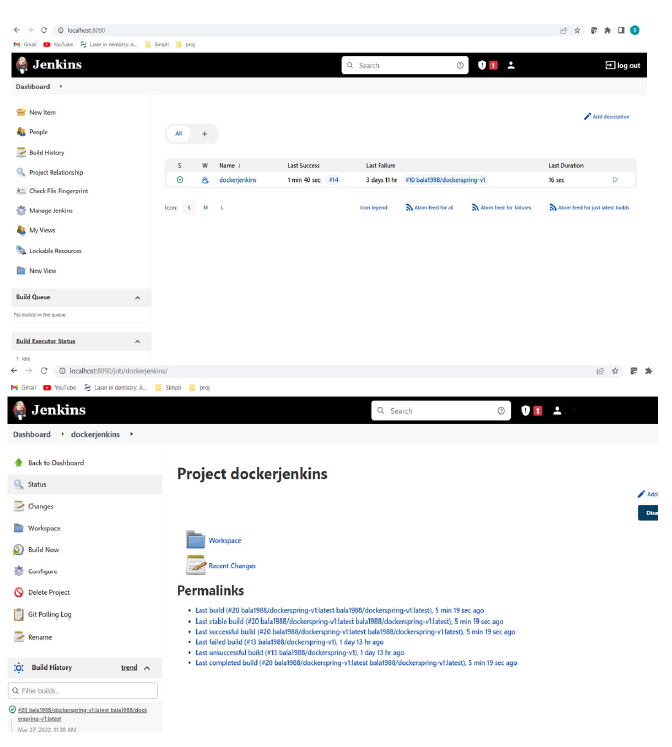 localhost:8090
Gmail YouTube Laser in dentistry: A... Simpli proj
Jenkins Search 1 log out
Dashboard
New Item
Add description
People
All +
Build History
S W Name ↓ Last Success Last Failure Last Duration
Project Relationship
dockerjenkins 1 min 40 sec #14 3 days 11 hr #10 bala1988/dockerspring-v1 16 sec
Check File Fingerprint
Icon: S M L Icon legend Atom feed for all Atom feed for failures Atom feed for just latest builds
Manage Jenkins
My Views
Lockable Resources
New View
Build Queue
No builds in the queue.
Build Executor Status
1 Idle
localhost:8090/job/dockerjenkins/
Gmail YouTube Laser in dentistry: A... Simpli proj
Jenkins Search 1
Dashboard dockerjenkins
Back to Dashboard
Status
Changes
Workspace
Build Now
Configure
Delete Project
Git Polling Log
Rename
Project dockerjenkins
Add
Disa
Workspace
Recent Changes
Permalinks
Last build (#20 bala1988/dockerspring-v1:latest bala1988/dockerspring-v1:latest), 5 min 19 sec ago
Last stable build (#20 bala1988/dockerspring-v1:latest bala1988/dockerspring-v1:latest), 5 min 19 sec ago
Last successful build (#20 bala1988/dockerspring-v1:latest bala1988/dockerspring-v1:latest), 5 min 19 sec ago
Last failed build (#13 bala1988/dockerspring-v1), 1 day 13 hr ago
Last unsuccessful build (#13 bala1988/dockerspring-v1), 1 day 13 hr ago
Last completed build (#20 bala1988/dockerspring-v1:latest bala1988/dockerspring-v1:latest), 5 min 19 sec ago
Build History trend
Filter builds...
#20 bala1988/dockerspring-v1:latest bala1988/dock
erspring-v1:latest
Mar 27, 2022, 11:38 AM